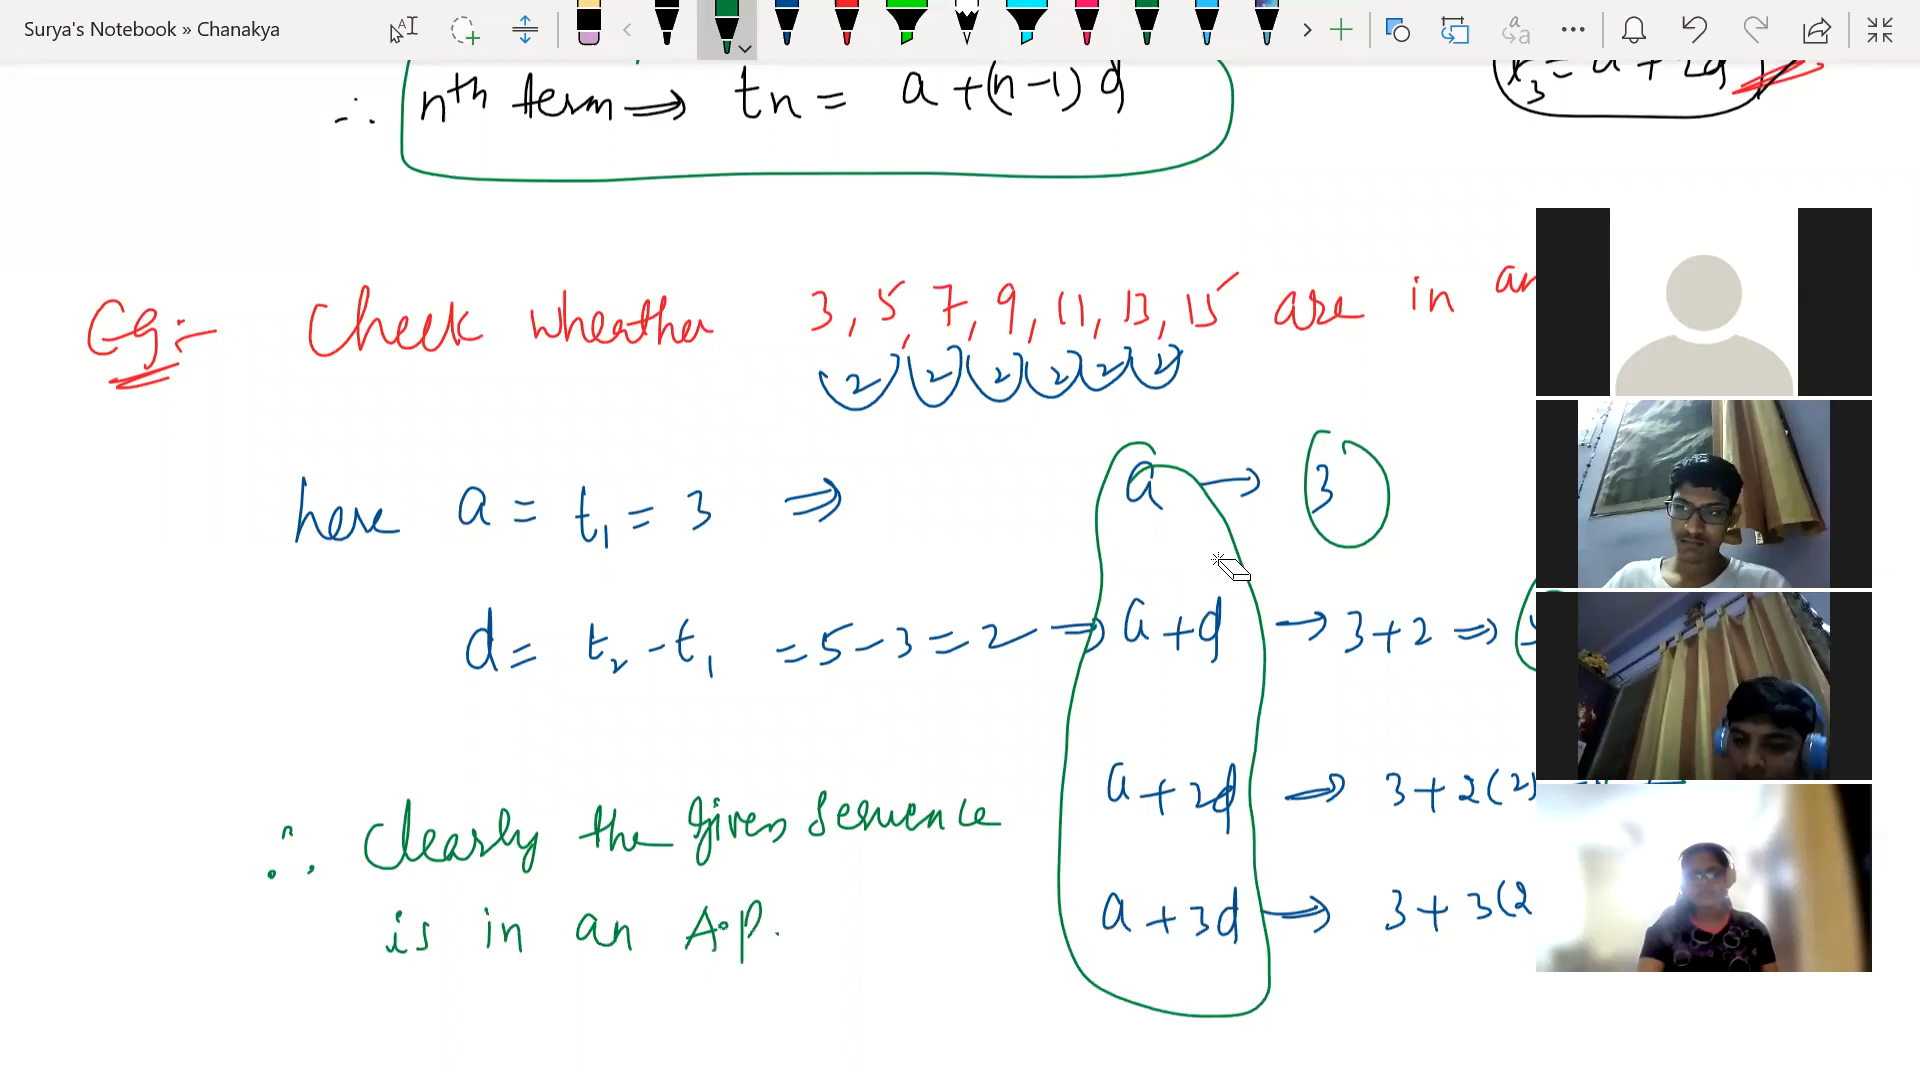 Surya's Notebook » Chanakya
∴ nth term ⇒ tn = a + (n-1) d
t3 = a + 2d
Eg:- Check wheather 3, 5, 7, 9, 11, 13, 15 are in an
2 2 2 2 2 2
here a = t1 = 3 ⇒ a → 3
d = t2 - t1 = 5 - 3 = 2 ⇒ a + d → 3 + 2 ⇒
a + 2d ⇒ 3 + 2(2)
∴ Clearly the given sequence
is in an A.P.
a + 3d ⇒ 3 + 3(2